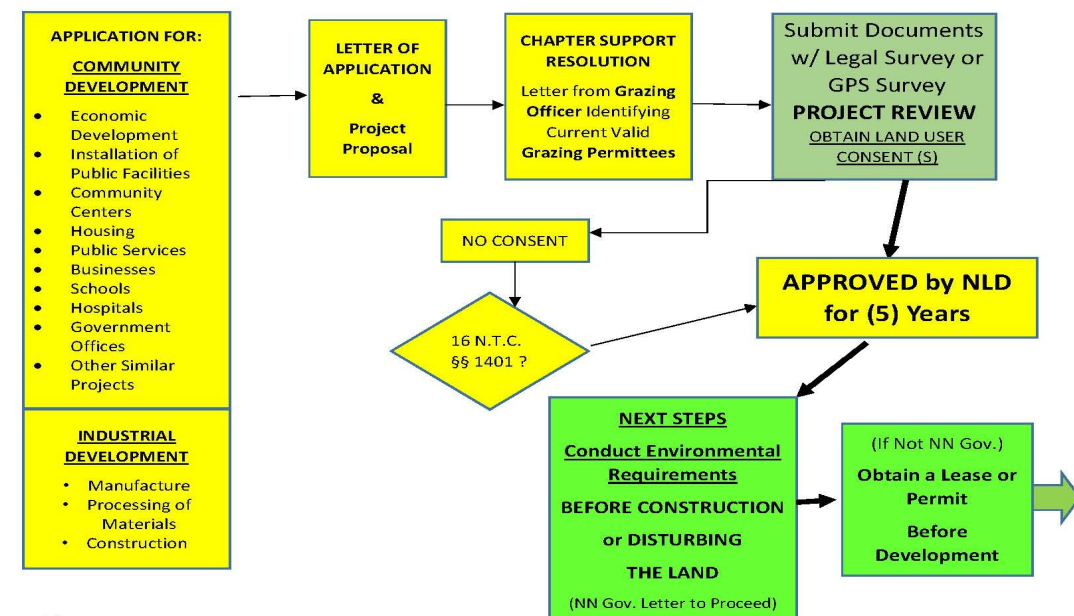 APPLICATION FOR:
COMMUNITY
DEVELOPMENT
• Economic
Development
• Installation of
Public Facilities
• Community
Centers
• Housing
• Public Services
• Businesses
• Schools
• Hospitals
• Government
Offices
• Other Similar
Projects
INDUSTRIAL
DEVELOPMENT
• Manufacture
• Processing of
Materials
• Construction
LETTER OF
APPLICATION
&
Project
Proposal
CHAPTER SUPPORT
RESOLUTION
Letter from Grazing
Officer Identifying
Current Valid
Grazing Permittees
Submit Documents
w/ Legal Survey or
GPS Survey
PROJECT REVIEW
OBTAIN LAND USER
CONSENT (S)
NO CONSENT
16 N.T.C.
§§ 1401 ?
APPROVED by NLD
for (5) Years
NEXT STEPS
Conduct Environmental
Requirements
BEFORE CONSTRUCTION
or DISTURBING
THE LAND
(NN Gov. Letter to Proceed)
(If Not NN Gov.)
Obtain a Lease or
Permit
Before
Development